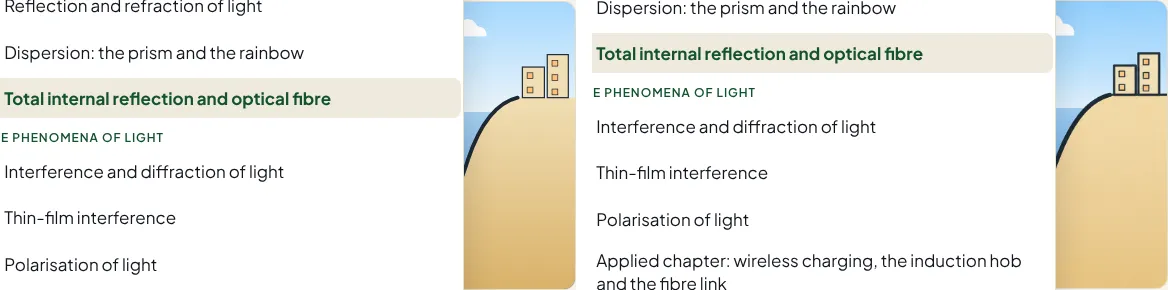 Reflection and refraction of light
Dispersion: the prism and the rainbow
Total internal reflection and optical fibre
E PHENOMENA OF LIGHT
Interference and diffraction of light
Thin-film interference
Polarisation of light
Dispersion: the prism and the rainbow
Total internal reflection and optical fibre
E PHENOMENA OF LIGHT
Interference and diffraction of light
Thin-film interference
Polarisation of light
Applied chapter: wireless charging, the induction hob
and the fibre link